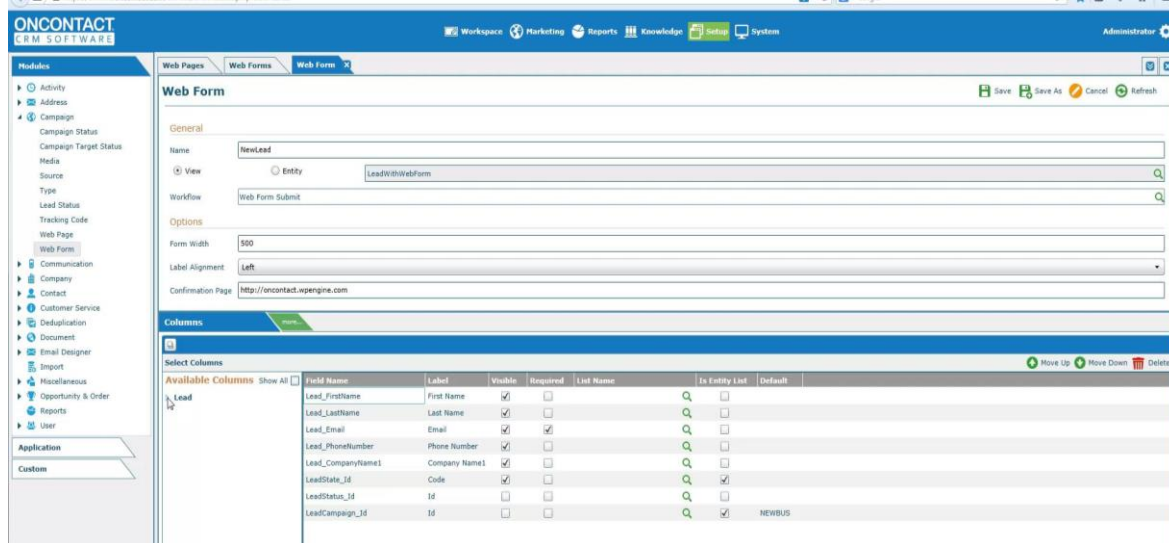 ONCONTACT
CRM SOFTWARE
Workspace Marketing Reports Knowledge Setup System
Administrator
Modules
Activity
Address
Campaign
Campaign Status
Campaign Target Status
Media
Source
Type
Lead Status
Tracking Code
Web Page
Web Form
Communication
Company
Contact
Customer Service
Deduplication
Document
Email Designer
Import
Miscellaneous
Opportunity & Order
Reports
User
Application
Custom
Web Pages Web Forms Web Form X
Web Form
Save Save As Cancel Refresh
General
Name NewLead
View Entity LeadWithWebForm
Workflow Web Form Submit
Options
Form Width 500
Label Alignment Left
Confirmation Page http://oncontact.wpengine.com
Columns more...
Select Columns
Move Up Move Down Delete
Available Columns Show All
Lead
Field Name Label Visible Required List Name Is Entity List Default
Lead_FirstName First Name
Lead_LastName Last Name
Lead_Email Email
Lead_PhoneNumber Phone Number
Lead_CompanyName1 Company Name1
LeadState_Id Code
LeadStatus_Id Id
LeadCampaign_Id Id NEWBUS